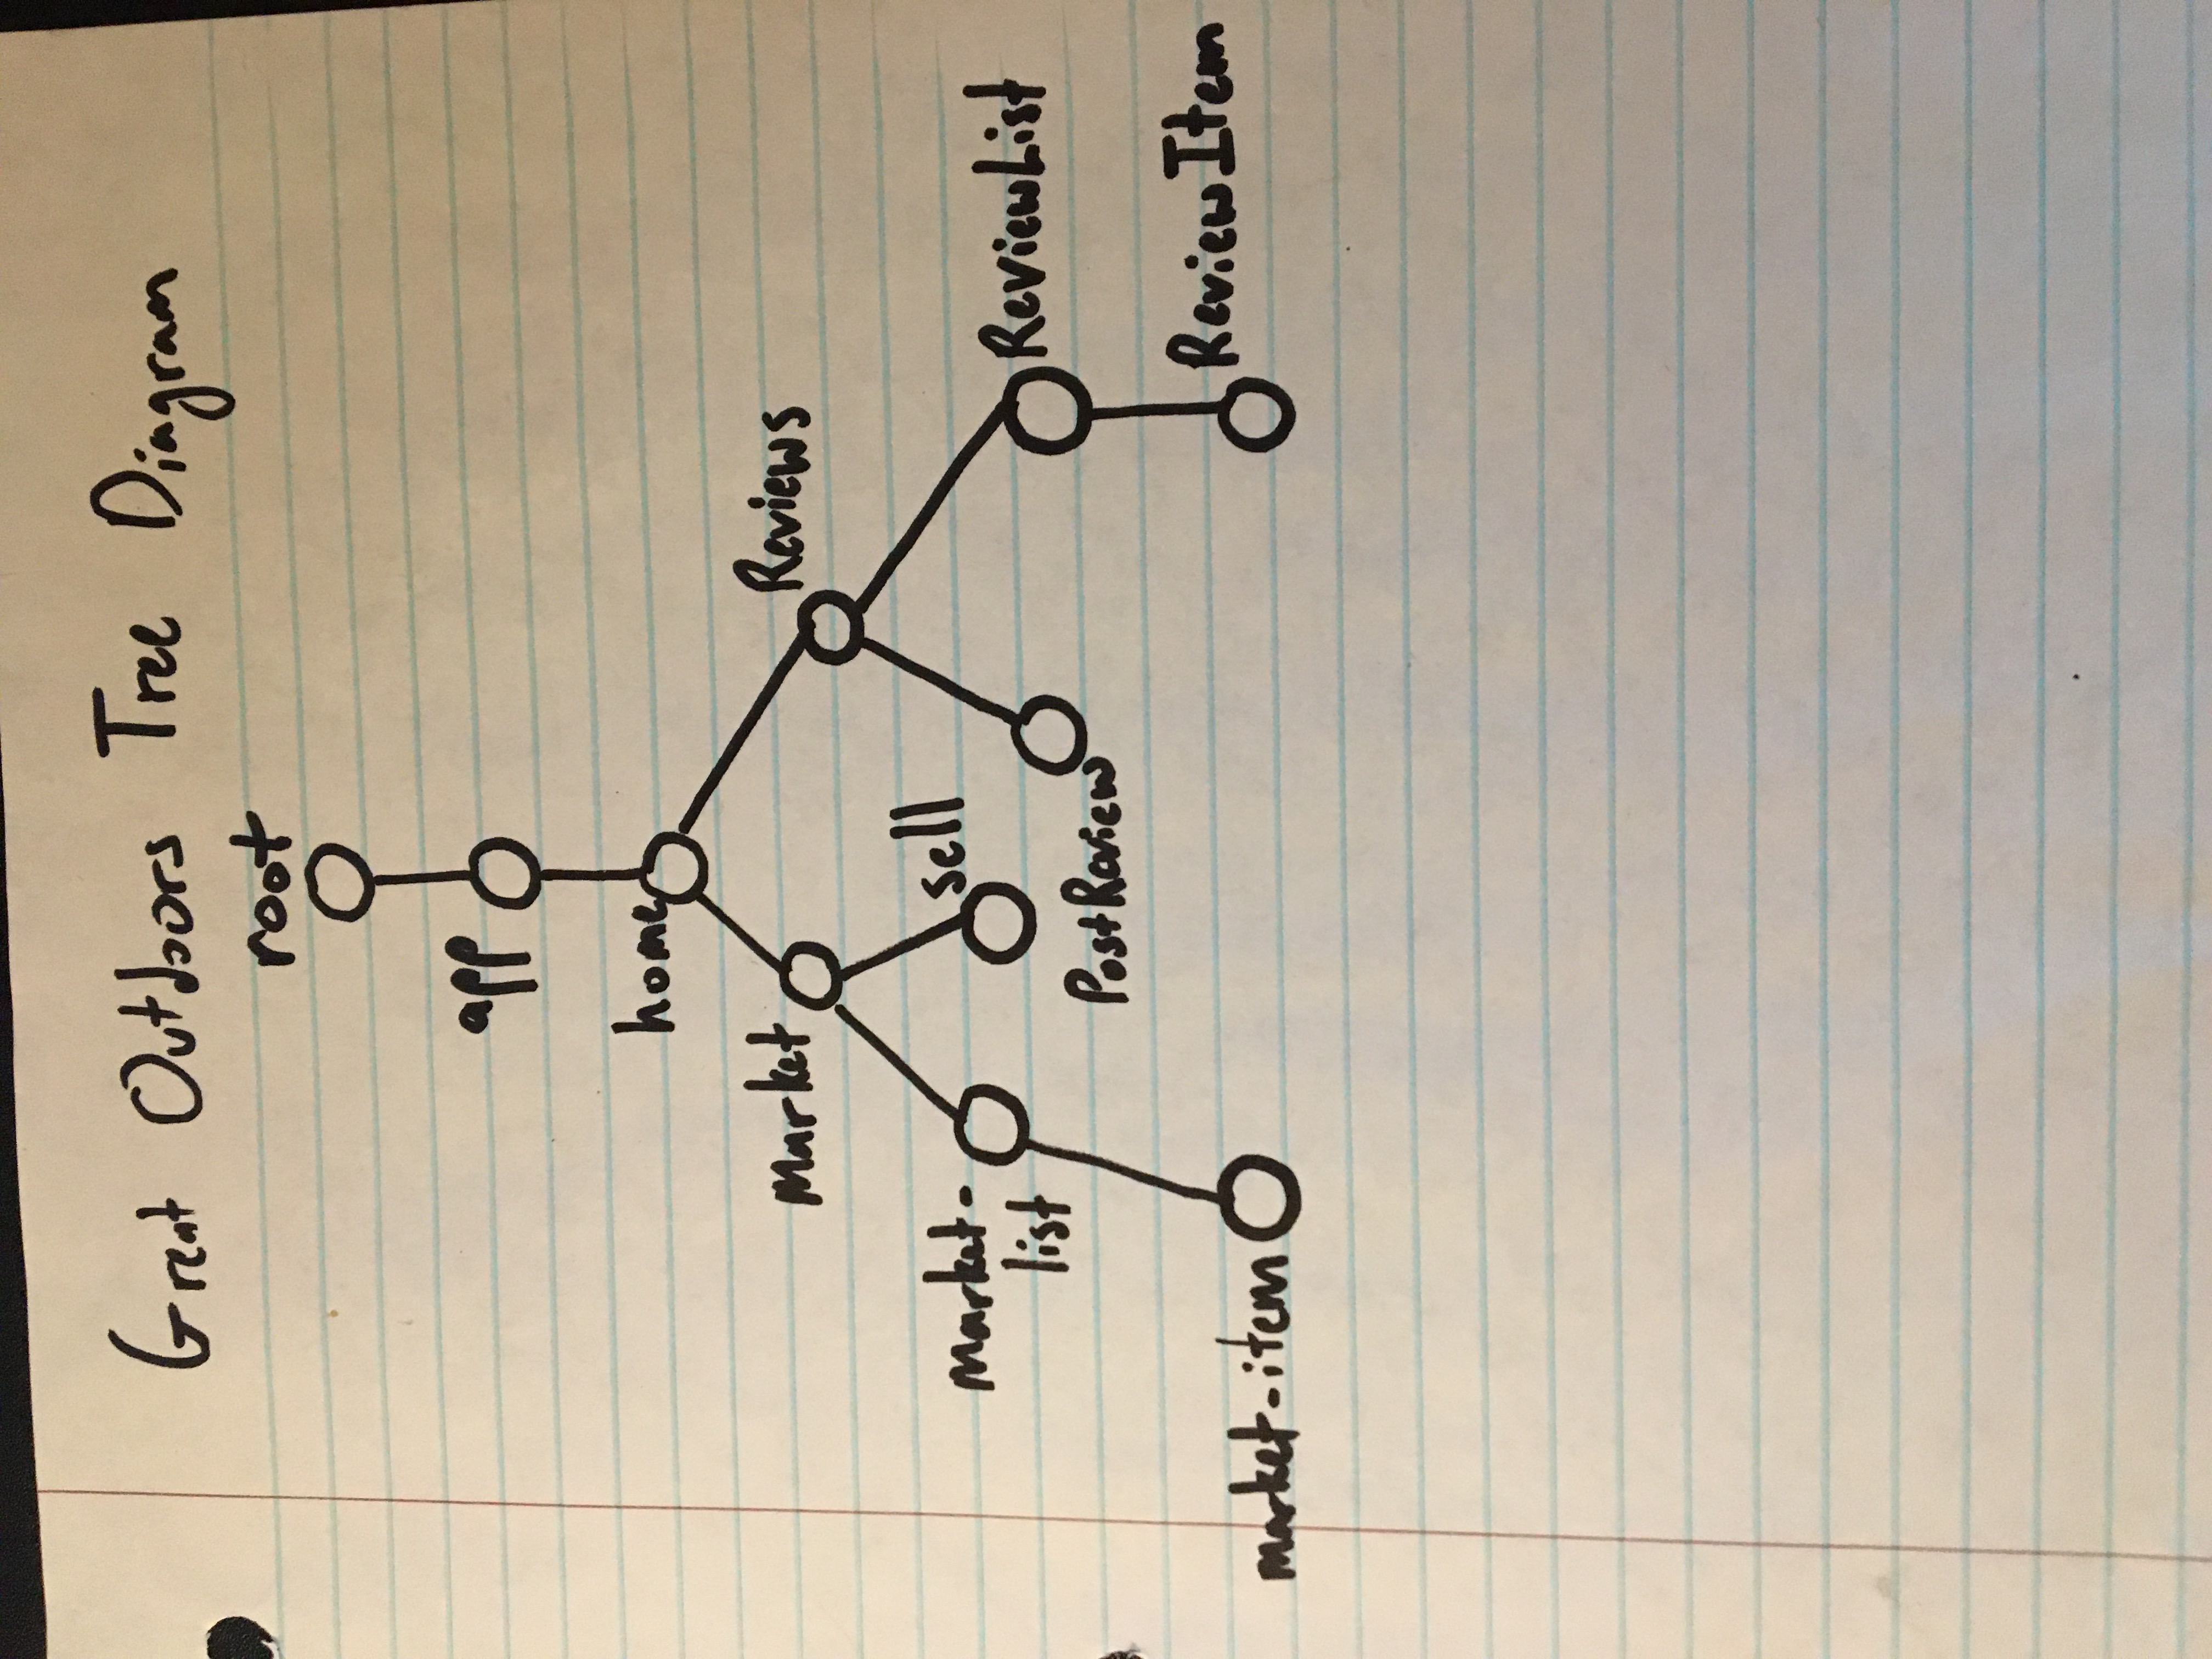 Great Outdoors Tree Diagram
root
app
home
Market
Reviews
Market-
list
sell
PostReview
ReviewList
market-item
ReviewItem